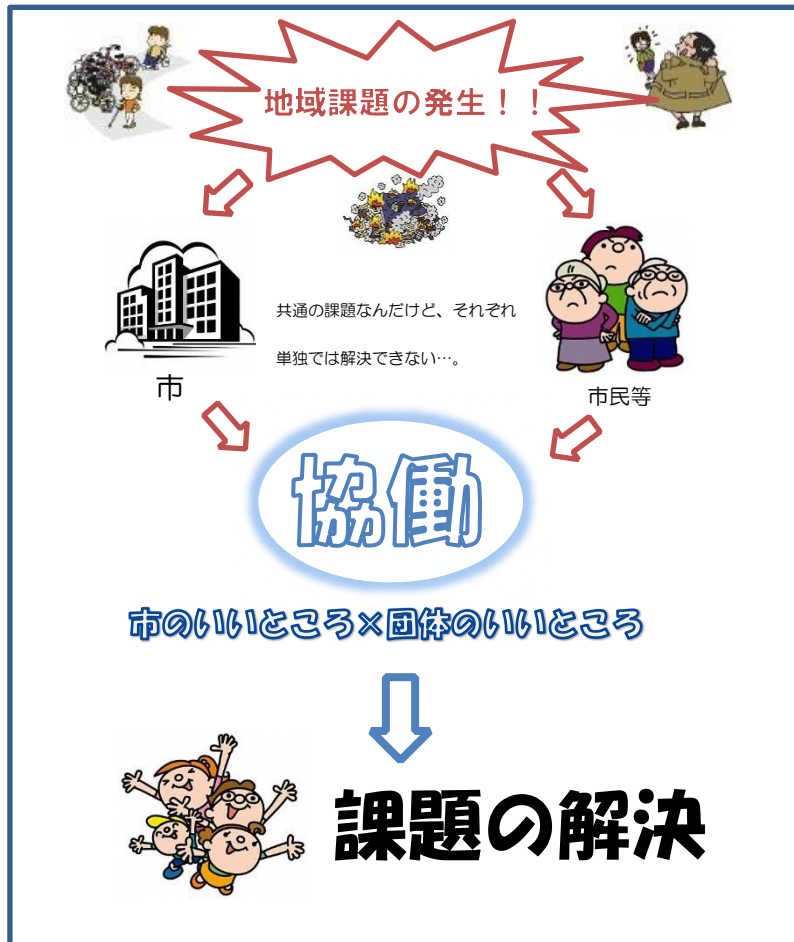 地域課題の発生！！
共通の課題なんだけど、それぞれ
単独では解決できない…。
市
市民等
協働
市のいいところ×団体のいいところ
課題の解決